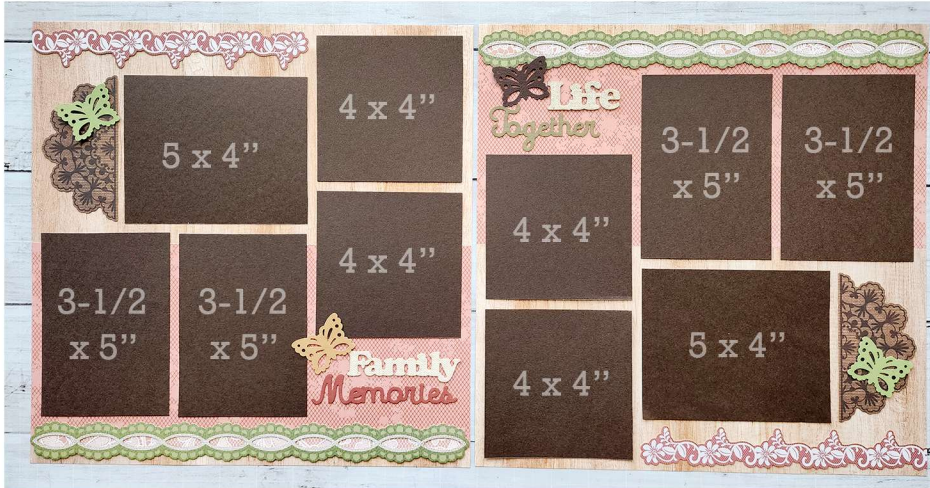 4 x 4”
5 x 4”
4 x 4”
3-1/2
x 5”
3-1/2
x 5”
Family
Memories
Life
Together
3-1/2
x 5”
3-1/2
x 5”
4 x 4”
5 x 4”
4 x 4”